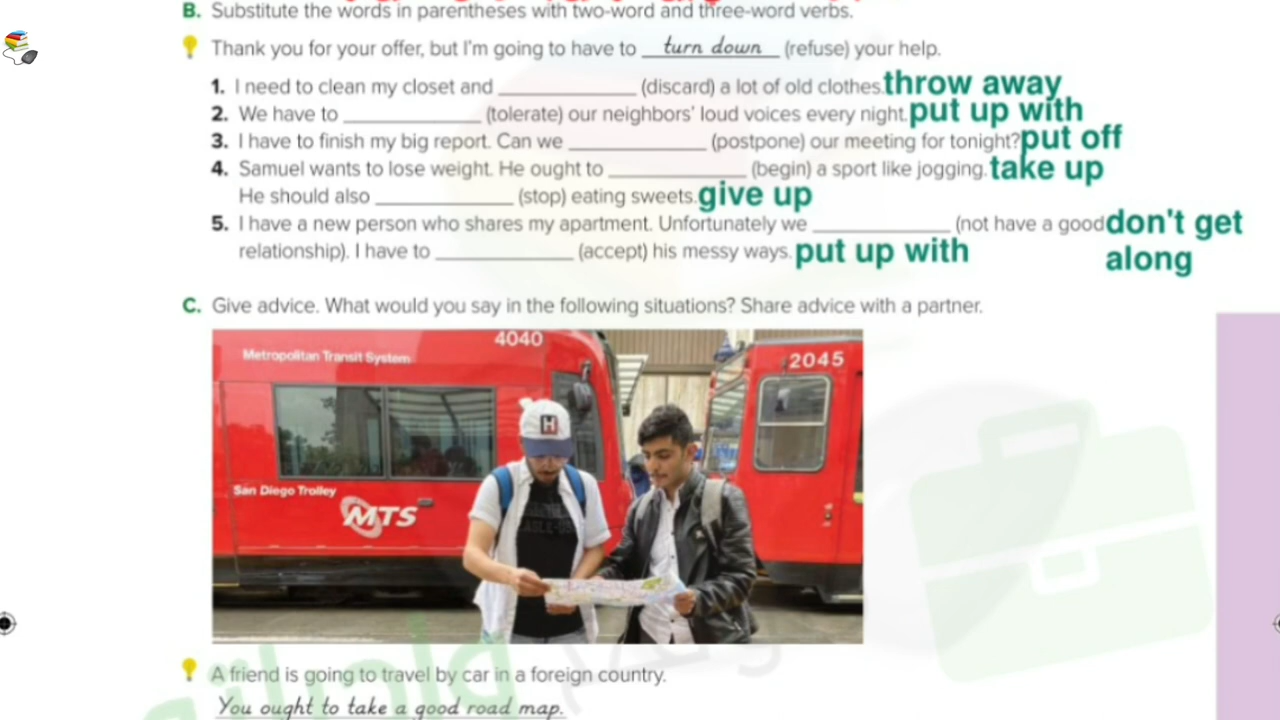 B. Substitute the words in parentheses with two-word and three-word verbs.
Thank you for your offer, but I'm going to have to turn down (refuse) your help.
1. I need to clean my closet and ______________ (discard) a lot of old clothes. throw away
2. We have to ______________ (tolerate) our neighbors' loud voices every night. put up with
3. I have to finish my big report. Can we ______________ (postpone) our meeting for tonight? put off
4. Samuel wants to lose weight. He ought to ______________ (begin) a sport like jogging. take up
He should also ______________ (stop) eating sweets. give up
5. I have a new person who shares my apartment. Unfortunately we ______________ (not have a good don't get
relationship). I have to ______________ (accept) his messy ways. put up with along
C. Give advice. What would you say in the following situations? Share advice with a partner.
4040
Metropolitan Transit System
2045
H
San Diego Trolley
MTS
A friend is going to travel by car in a foreign country.
You ought to take a good road map.